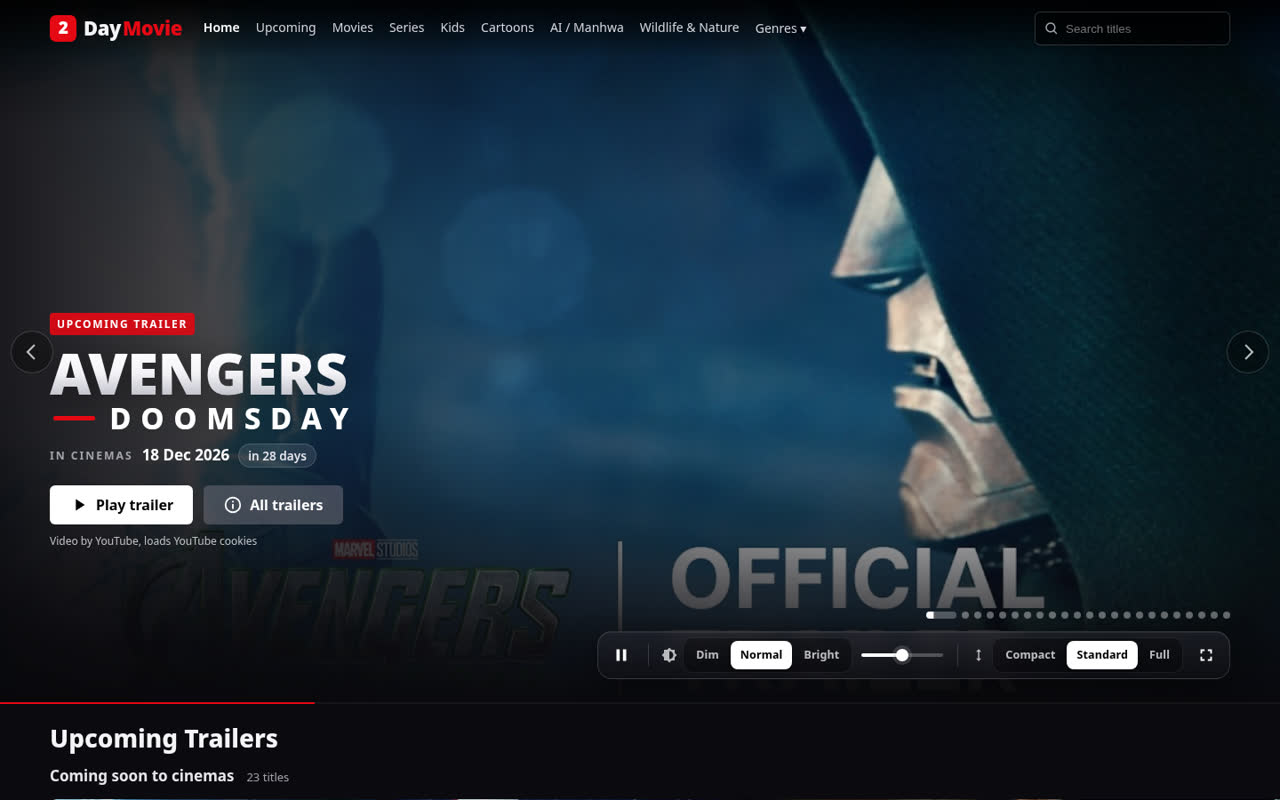 2 DayMovie Home Upcoming Movies Series Kids Cartoons AI / Manhwa Wildlife & Nature Genres ▾ Search titles
UPCOMING TRAILER
AVENGERS
DOOMSDAY
IN CINEMAS 18 Dec 2026 in 28 days
Play trailer All trailers
Video by YouTube, loads YouTube cookies
MARVEL STUDIOS
AVENGERS
OFFICIAL
Dim Normal Bright Compact Standard Full
Upcoming Trailers
Coming soon to cinemas 23 titles